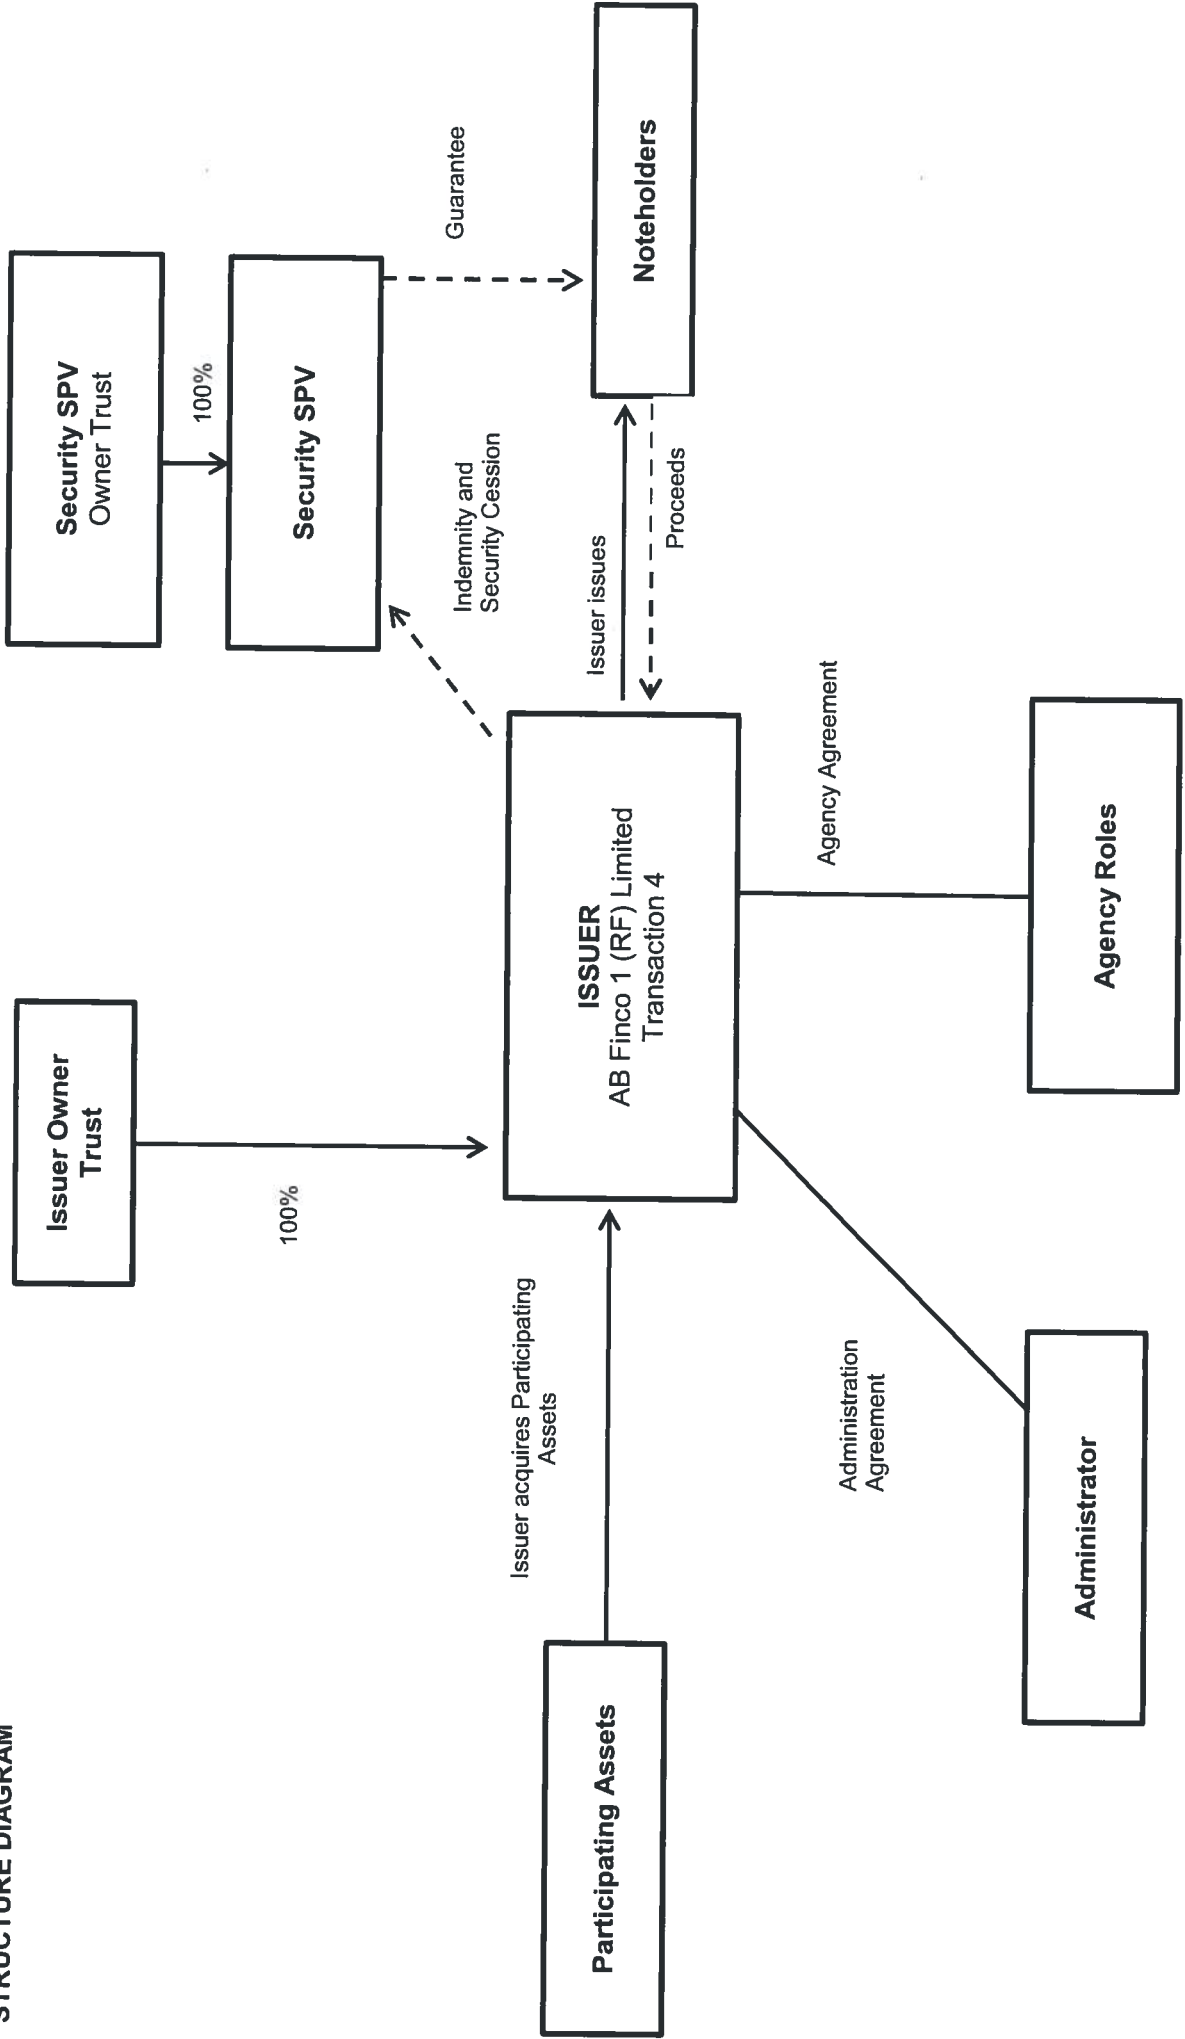 STRUCTURE DIAGRAM
Issuer Owner
Trust
Security SPV
Owner Trust
100%
100%
Security SPV
Indemnity and
Security Cession
Guarantee
Issuer acquires Participating
Assets
Participating Assets
ISSUER
AB Finco 1 (RF) Limited
Transaction 4
Issuer issues
Proceeds
Noteholders
Administration
Agreement
Agency Agreement
Administrator
Agency Roles